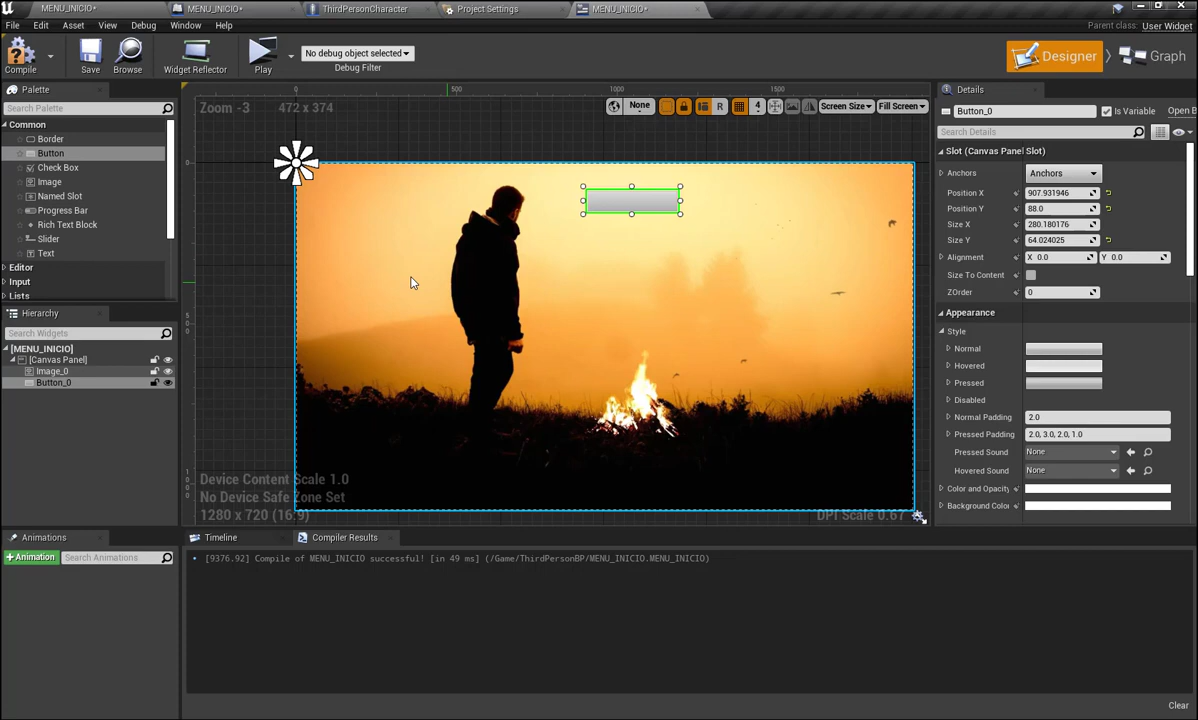 MENU_INICIO•
MENU_INICIO•
ThirdPersonCharacter
Project Settings
MENU_INICIO•
File Edit Asset View Debug Window Help
Parent class: User Widget
Compile
Save
Browse
Widget Reflector
Play
No debug object selected
Debug Filter
Designer
Graph
Palette
Search Palette
Common
Border
Button
Check Box
Image
Named Slot
Progress Bar
Rich Text Block
Slider
Text
Editor
Input
Lists
Hierarchy
Search Widgets
[MENU_INICIO]
[Canvas Panel]
Image_0
Button_0
Zoom -3
472 x 374
0 500 1000 1500
0
500
1000
None
R
4
Screen Size
Fill Screen
Device Content Scale 1.0
No Device Safe Zone Set
1280 x 720 (16:9)
DPI Scale 0.67
Details
Button_0
Is Variable
Open B
Search Details
Slot (Canvas Panel Slot)
Anchors Anchors
Position X 907.931946
Position Y 88.0
Size X 280.180176
Size Y 64.024025
Alignment X 0.0 Y 0.0
Size To Content
ZOrder 0
Appearance
Style
Normal
Hovered
Pressed
Disabled
Normal Padding 2.0
Pressed Padding 2.0, 3.0, 2.0, 1.0
Pressed Sound None
Hovered Sound None
Color and Opacity
Background Color
Animations
+Animation
Search Animations
Timeline
Compiler Results
• [9376.92] Compile of MENU_INICIO successful! [in 49 ms] (/Game/ThirdPersonBP/MENU_INICIO.MENU_INICIO)
Clear